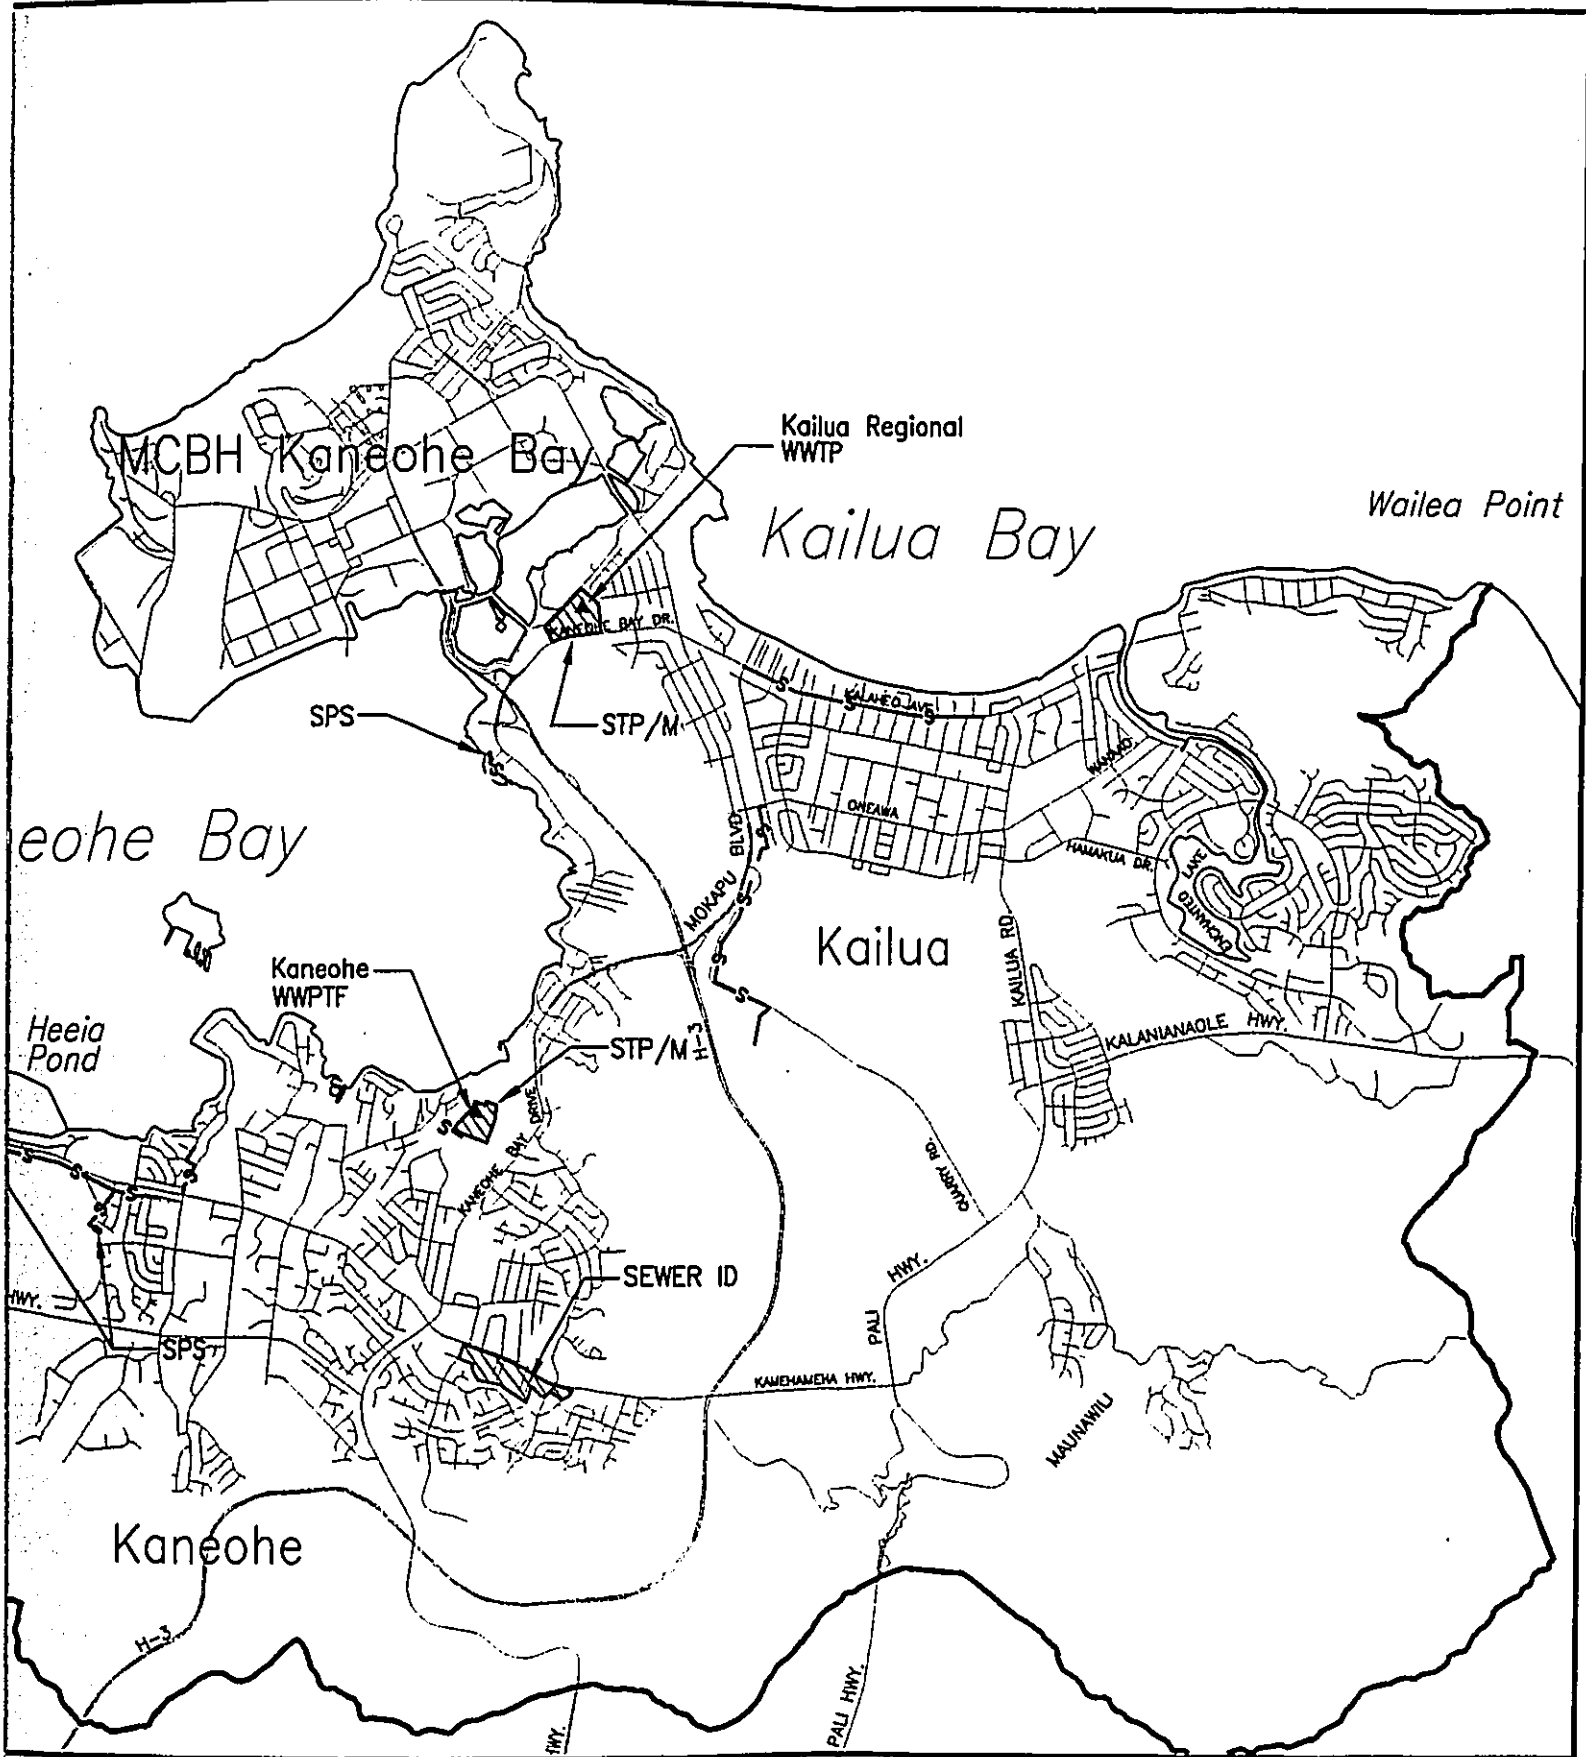 Kailua Regional
WWTP
MCBH Kaneohe Bay
Wailea Point
Kailua Bay
KANEOHE BAY DR.
SPS
STP/M
S
KALAHEO AVE
S
S
S
eohe Bay
ONEAWA
BLVD.
S
HAMAKUA DR.
ENCHANTED LAKE
MOKAPU
S
Kailua
KAILUA RD.
S
S
Kaneohe
WWPTF
Heeia
Pond
STP/M
H-3
KALANIANAOLE HWY.
S
KANEOHE BAY DRIVE
QUARRY RD.
S
S
S
S
S
SEWER ID
HWY.
PALI HWY.
SPS
KAMEHAMEHA HWY.
MAUNAWILI
Kaneohe
H-3
HWY.
PALI HWY.